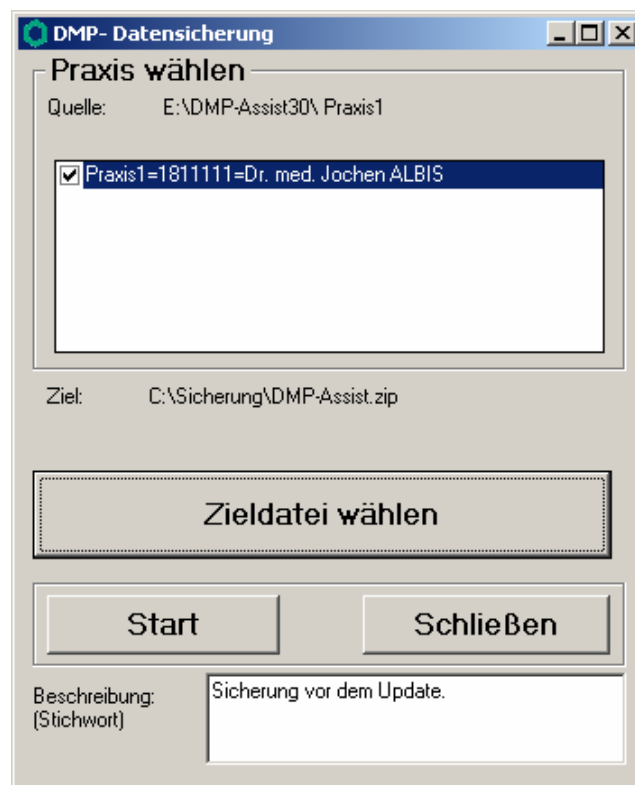 DMP- Datensicherung
Praxis wählen
Quelle: E:\DMP-Assist30\ Praxis1
Praxis1=1811111=Dr. med. Jochen ALBIS
Ziel: C:\Sicherung\DMP-Assist.zip
Zieldatei wählen
Start Schließen
Beschreibung: Sicherung vor dem Update.
(Stichwort)